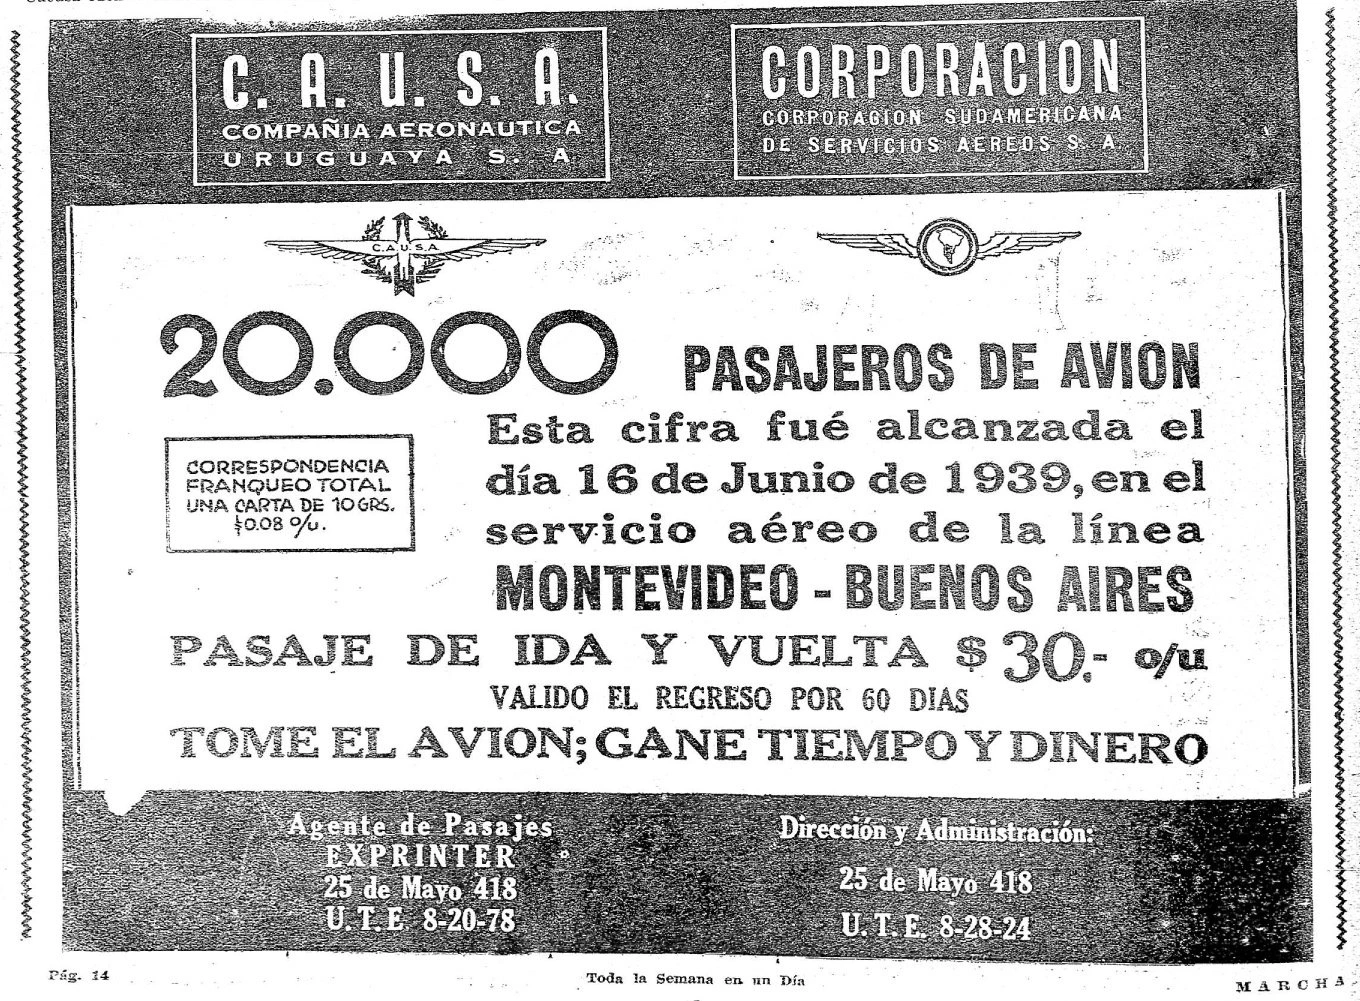 C. A. U. S. A.
COMPAÑIA AERONAUTICA
URUGUAYA S. A
CORPORACION
CORPORACION SUDAMERICANA
DE SERVICIOS AEREOS S. A
C.A.U.S.A.
20.000
PASAJEROS DE AVION
Esta cifra fué alcanzada el
día 16 de Junio de 1939, en el
servicio aéreo de la línea
MONTEVIDEO - BUENOS AIRES
CORRESPONDENCIA
FRANQUEO TOTAL
UNA CARTA DE 10 GRS.
$0.08 o/u.
PASAJE DE IDA Y VUELTA $ 30.- o/u
VALIDO EL REGRESO POR 60 DIAS
TOME EL AVION; GANE TIEMPO Y DINERO
Agente de Pasajes
EXPRINTER
25 de Mayo 418
U. T. E 8-20-78
Dirección y Administración:
25 de Mayo 418
U. T. E. 8-28-24
Pág. 14
Toda la Semana en un Día
MARCHA